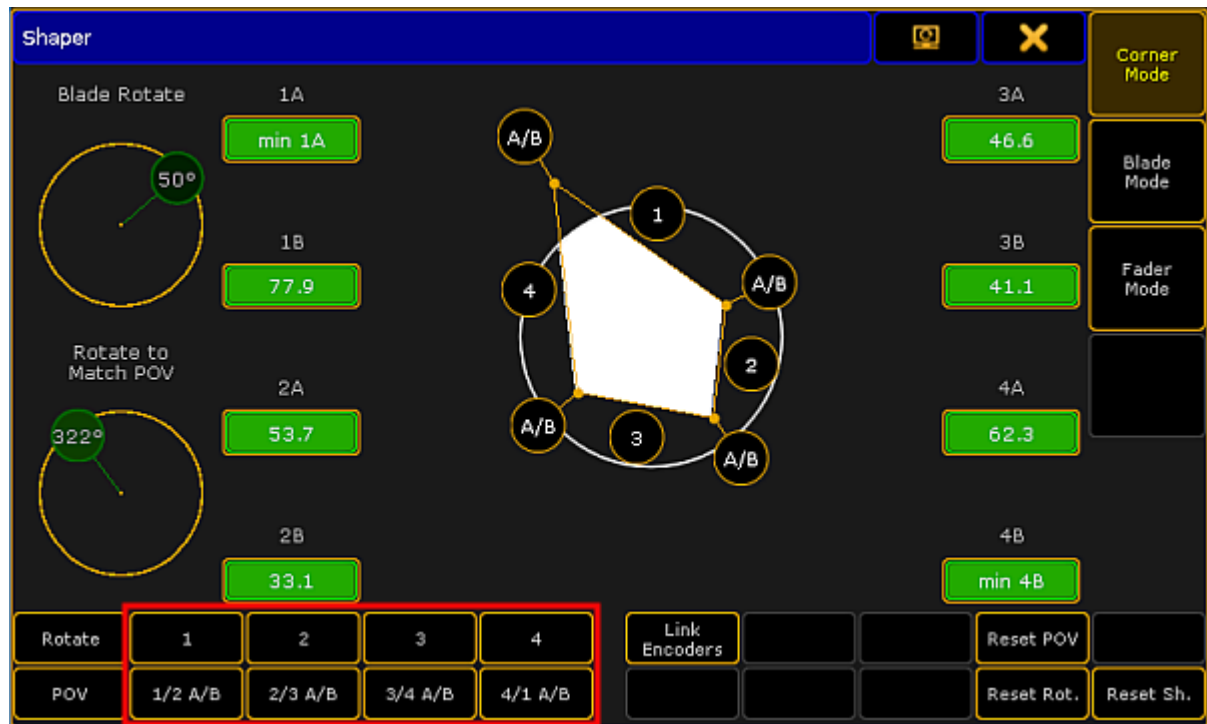 Shaper
Corner
Mode
Blade Rotate
1A
3A
min 1A
A/B
46.6
Blade
Mode
50°
1
1B
3B
77.9
4
A/B
41.1
Fader
Mode
Rotate to
Match POV
2
2A
4A
322°
53.7
A/B
3
62.3
A/B
2B
4B
33.1
min 4B
Rotate
1
2
3
4
Link
Encoders
Reset POV
POV
1/2 A/B
2/3 A/B
3/4 A/B
4/1 A/B
Reset Rot.
Reset Sh.